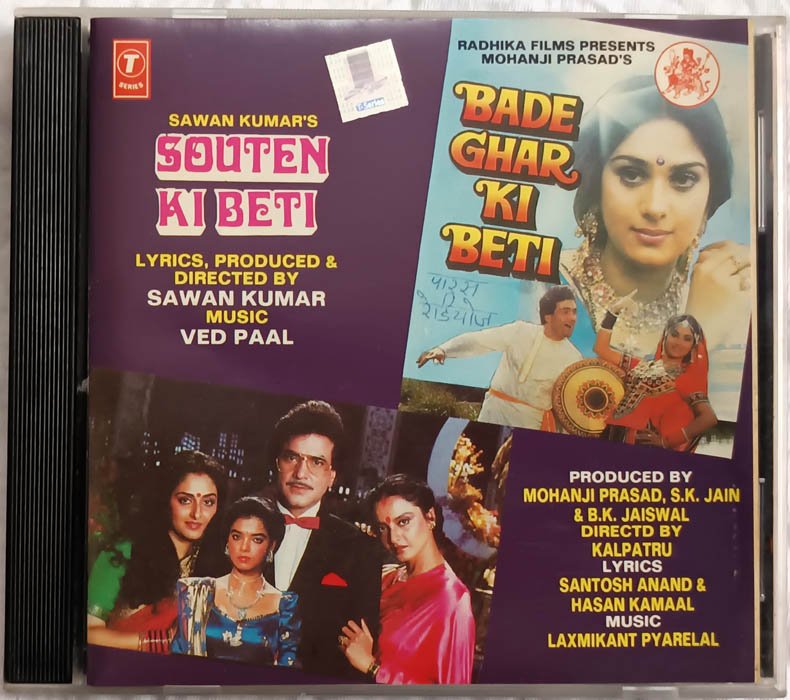 T
SERIES
SAWAN KUMAR'S
SOUTEN
KI BETI
LYRICS, PRODUCED &
DIRECTED BY
SAWAN KUMAR
MUSIC
VED PAAL
T-Series
RADHIKA FILMS PRESENTS
MOHANJI PRASAD'S
BADE
GHAR
KI
BETI
पारस
रेडियोज
PRODUCED BY
MOHANJI PRASAD, S.K. JAIN
& B.K. JAISWAL
DIRECTD BY
KALPATRU
LYRICS
SANTOSH ANAND &
HASAN KAMAAL
MUSIC
LAXMIKANT PYARELAL